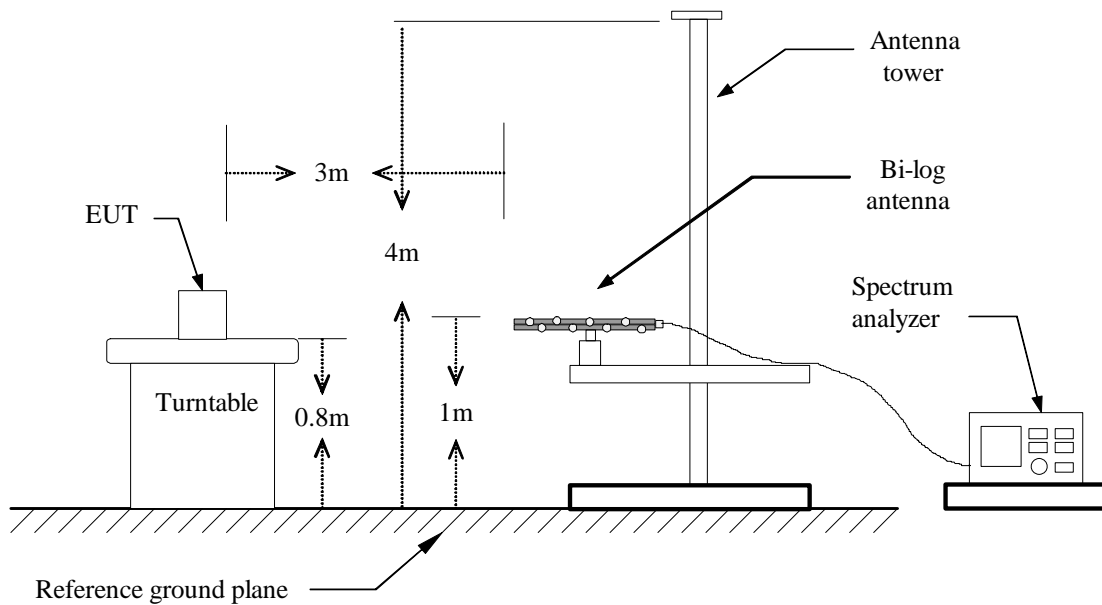 Antenna
tower
3m
Bi-log
antenna
EUT
4m
Spectrum
analyzer
Turntable
0.8m
1m
Reference ground plane